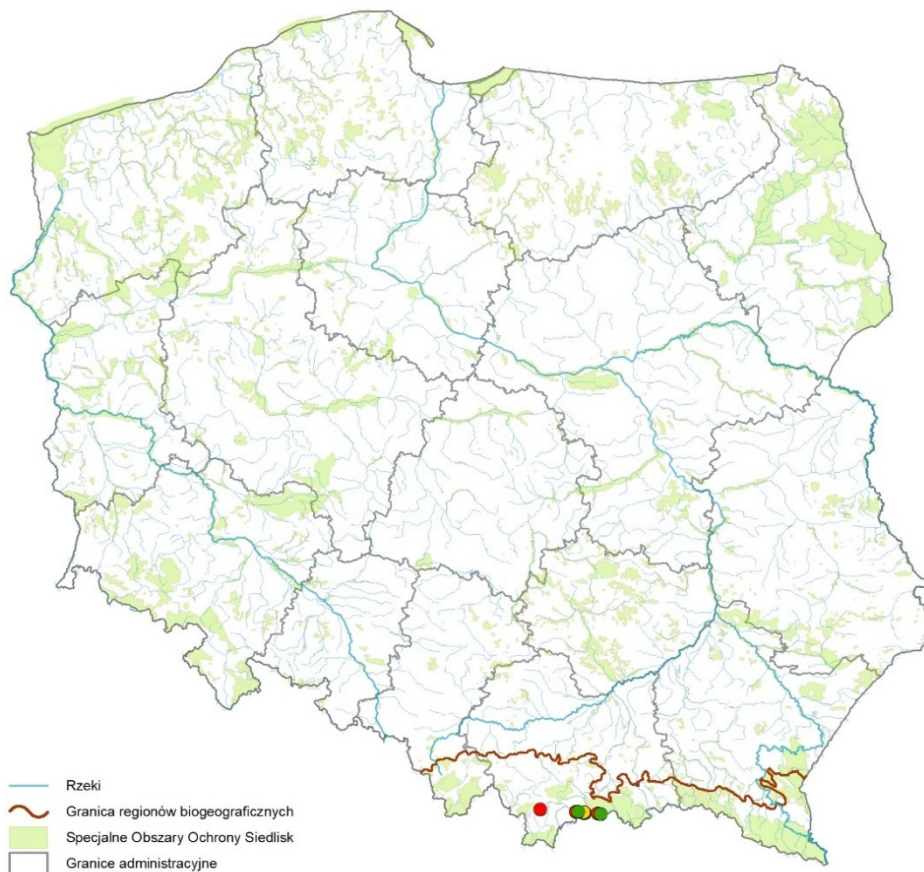 Rzeki
Granica regionów biogeograficznych
Specjalne Obszary Ochrony Siedlisk
Granice administracyjne